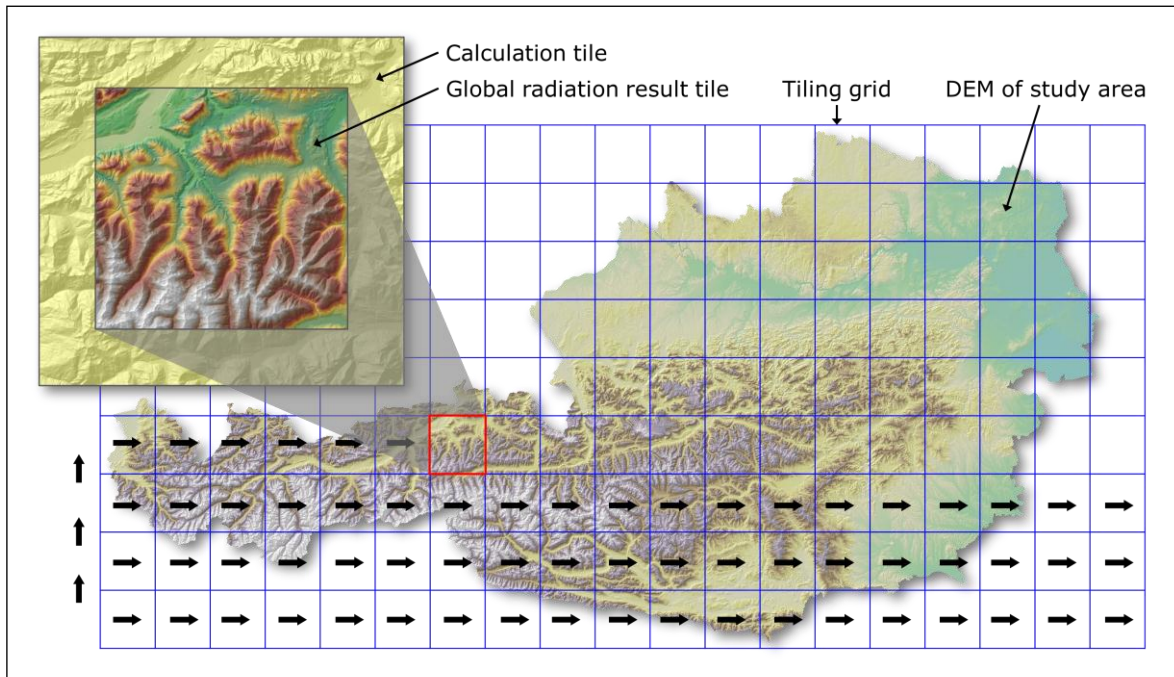 Calculation tile
Global radiation result tile
Tiling grid
DEM of study area